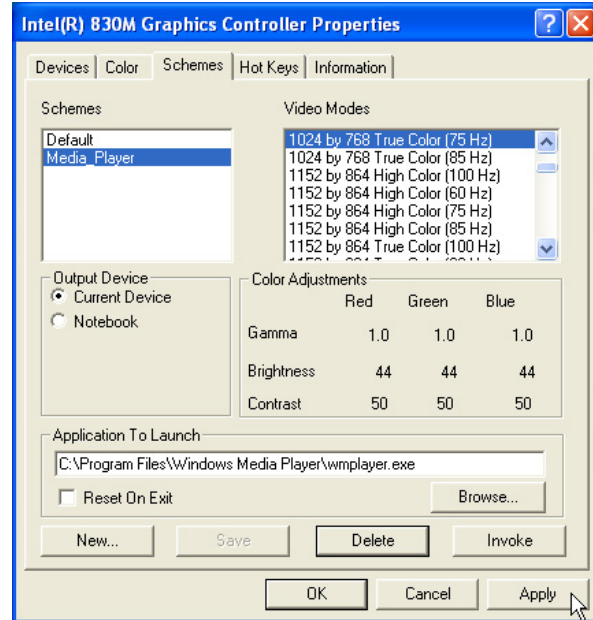 Intel(R) 830M Graphics Controller Properties
Devices Color Schemes Hot Keys Information
Schemes
Video Modes
Default
Media_Player
1024 by 768 True Color (75 Hz)
1024 by 768 True Color (85 Hz)
1152 by 864 High Color (100 Hz)
1152 by 864 High Color (60 Hz)
1152 by 864 High Color (75 Hz)
1152 by 864 High Color (85 Hz)
1152 by 864 True Color (100 Hz)
Output Device
Current Device
Notebook
Color Adjustments
Red Green Blue
Gamma 1.0 1.0 1.0
Brightness 44 44 44
Contrast 50 50 50
Application To Launch
C:\Program Files\Windows Media Player\wmplayer.exe
Reset On Exit
Browse...
New... Save Delete Invoke
OK Cancel Apply